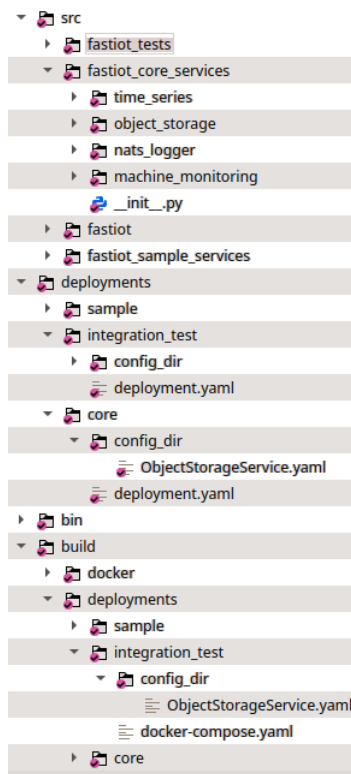 src
fastiot_tests
fastiot_core_services
time_series
object_storage
nats_logger
machine_monitoring
__init__.py
fastiot
fastiot_sample_services
deployments
sample
integration_test
config_dir
deployment.yaml
core
config_dir
ObjectStorageService.yaml
deployment.yaml
bin
build
docker
deployments
sample
integration_test
config_dir
ObjectStorageService.yaml
docker-compose.yaml
core